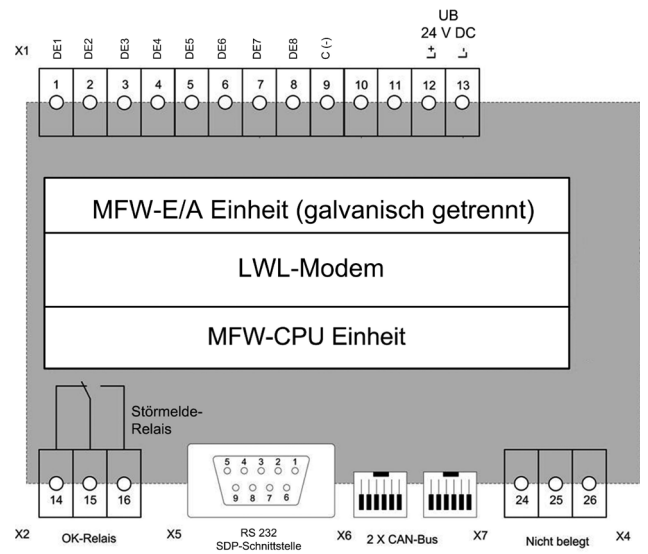 UB
24 V DC
X1 DE1 DE2 DE3 DE4 DE5 DE6 DE7 DE8 C (-) L+ L-
1 2 3 4 5 6 7 8 9 10 11 12 13
MFW-E/A Einheit (galvanisch getrennt)
LWL-Modem
MFW-CPU Einheit
Störmelde-
Relais
5 4 3 2 1
9 8 7 6
14 15 16
24 25 26
X2 OK-Relais X5 RS 232 X6 2 X CAN-Bus X7 Nicht belegt X4
SDP-Schnittstelle